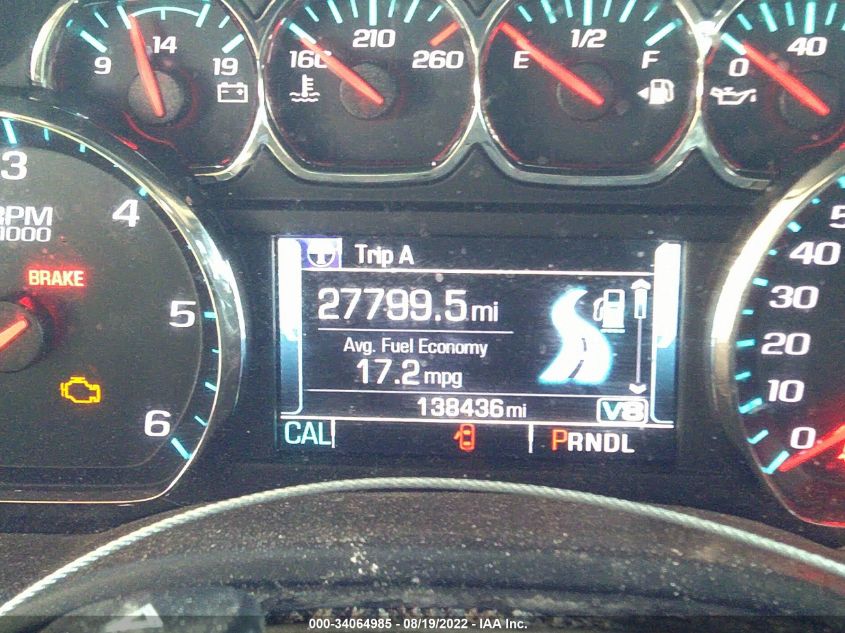 9 14 19
160 210 260
E 1/2 F
0 40
3
4
5
6
RPM
1000
BRAKE
Trip A
27799.5 mi
Avg. Fuel Economy
17.2 mpg
138436 mi V8
CAL PRNDL
5
40
30
20
10
0
000-34064985 - 08/19/2022 - IAA Inc.